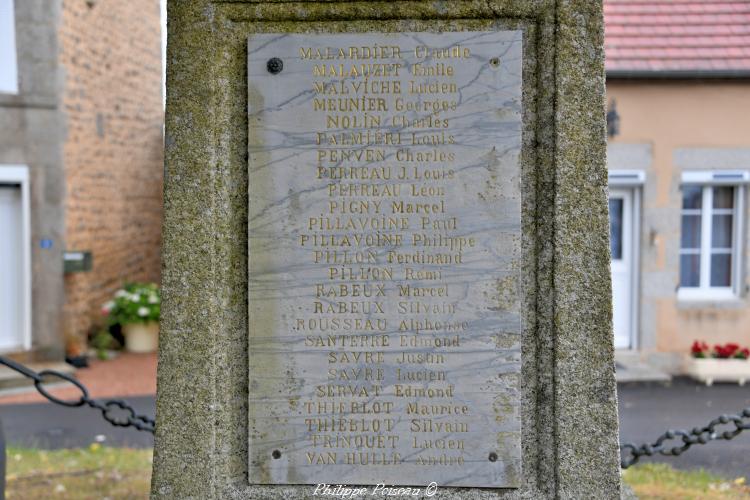 MALARDIER Claude
MALAUZET Emile
MALVICHE Lucien
MEUNIER Georges
NOLIN Charles
PALMIERI Louis
PENVEN Charles
PERREAU J. Louis
PERREAU Léon
PIGNY Marcel
PILLAVOINE Paul
PILLAVOINE Philippe
PILLON Ferdinand
PILLON Remi
RABEUX Marcel
RABEUX Silvain
ROUSSEAU Alphonse
SANTERRE Edmond
SAVRE Justin
SAVRE Lucien
SERVAT Edmond
THIEBLOT Maurice
THIEBLOT Silvain
TRINQUET Lucien
VAN HULLE André
Philippe Poiseau ©